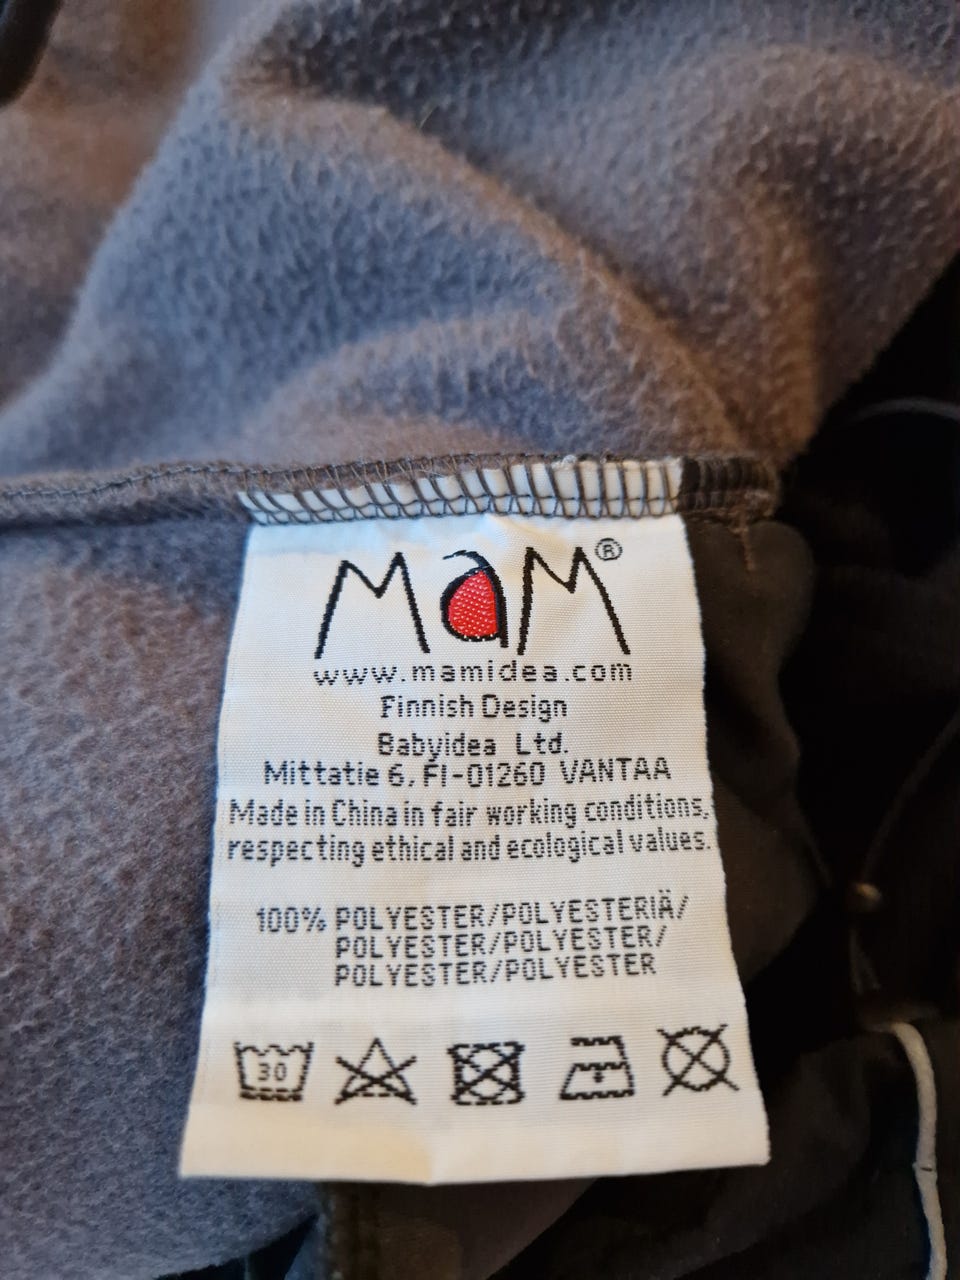 MaM®
www.mamidea.com
Finnish Design
Babyidea Ltd.
Mittatie 6, FI-01260 VANTAA
Made in China in fair working conditions,
respecting ethical and ecological values.
100% POLYESTER/POLYESTERIÄ/
POLYESTER/POLYESTER/
POLYESTER/POLYESTER
30